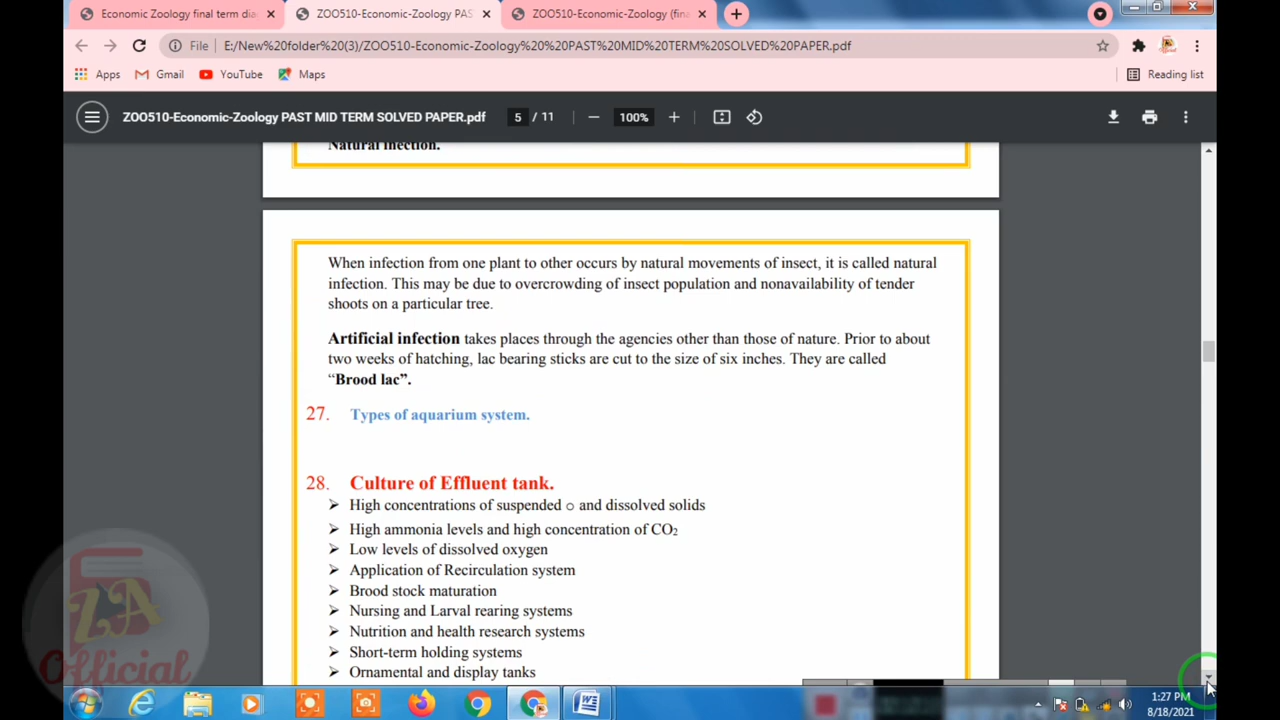 Economic Zoology final term dia
ZOO510-Economic-Zoology PAS
ZOO510-Economic-Zoology (fina
File E:/New%20folder%20(3)/ZOO510-Economic-Zoology%20%20PAST%20MID%20TERM%20SOLVED%20PAPER.pdf
Apps Gmail YouTube Maps Reading list
ZOO510-Economic-Zoology PAST MID TERM SOLVED PAPER.pdf 5 / 11 100%
Natural inection.
When infection from one plant to other occurs by natural movements of insect, it is called natural
infection. This may be due to overcrowding of insect population and nonavailability of tender
shoots on a particular tree.
Artificial infection takes places through the agencies other than those of nature. Prior to about
two weeks of hatching, lac bearing sticks are cut to the size of six inches. They are called
“Brood lac”.
27. Types of aquarium system.
28. Culture of Effluent tank.
➢ High concentrations of suspended o and dissolved solids
➢ High ammonia levels and high concentration of CO2
➢ Low levels of dissolved oxygen
➢ Application of Recirculation system
➢ Brood stock maturation
➢ Nursing and Larval rearing systems
➢ Nutrition and health research systems
➢ Short-term holding systems
➢ Ornamental and display tanks
ZA
Official
1:27 PM
8/18/2021